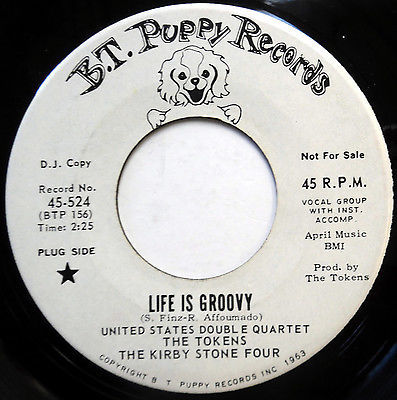 B.T. Puppy Records
D.J. Copy
Record No.
45-524
(BTP 156)
Time: 2:25
PLUG SIDE
Not For Sale
45 R.P.M.
VOCAL GROUP
WITH INST.
ACCOMP.
April Music
BMI
Prod. by
The Tokens
LIFE IS GROOVY
(S. Finz-R. Affoumado)
UNITED STATES DOUBLE QUARTET
THE TOKENS
THE KIRBY STONE FOUR
COPYRIGHT B T PUPPY RECORDS INC 1963